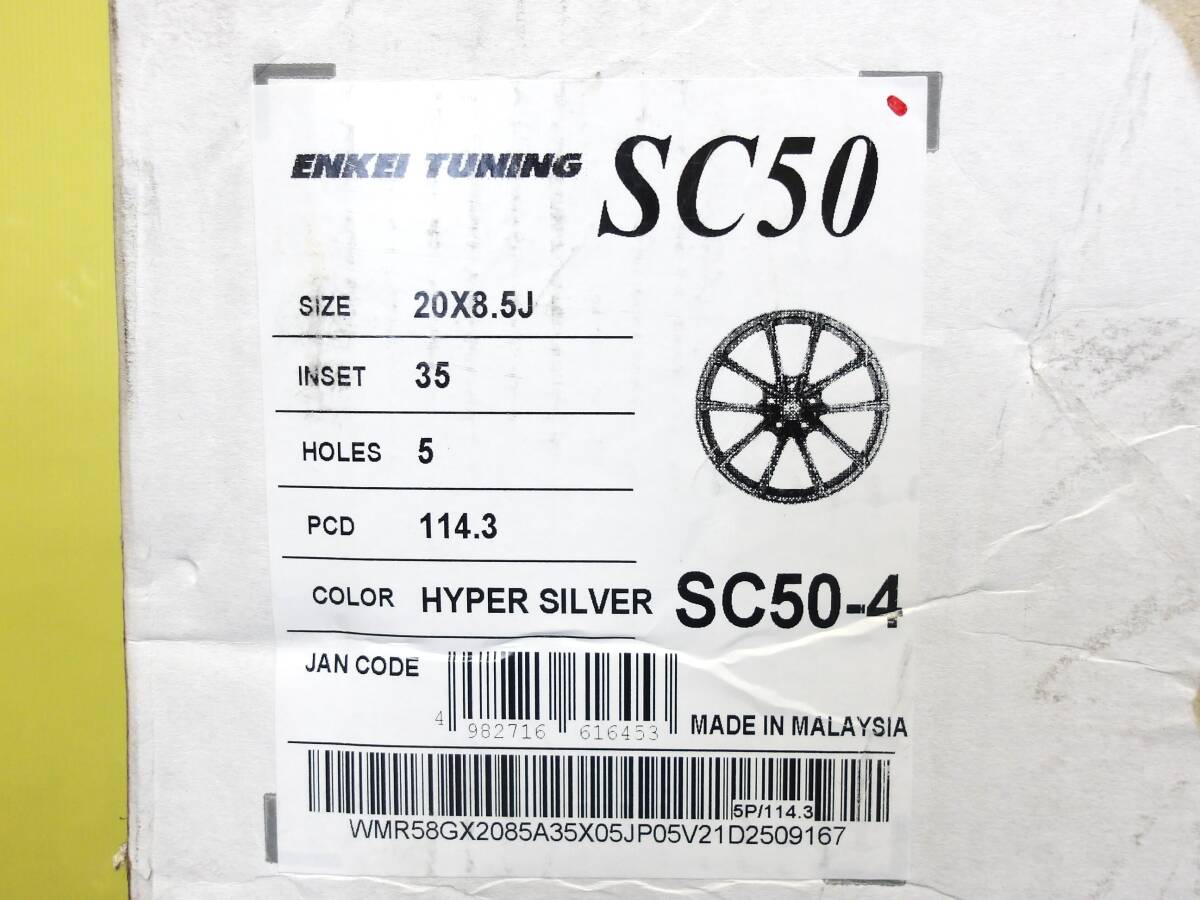 ENKEI TUNING SC50
SIZE 20X8.5J
INSET 35
HOLES 5
PCD 114.3
COLOR HYPER SILVER SC50-4
JAN CODE
4 982716 616453 MADE IN MALAYSIA
5P/114.3
WMR58GX2085A35X05JP05V21D2509167